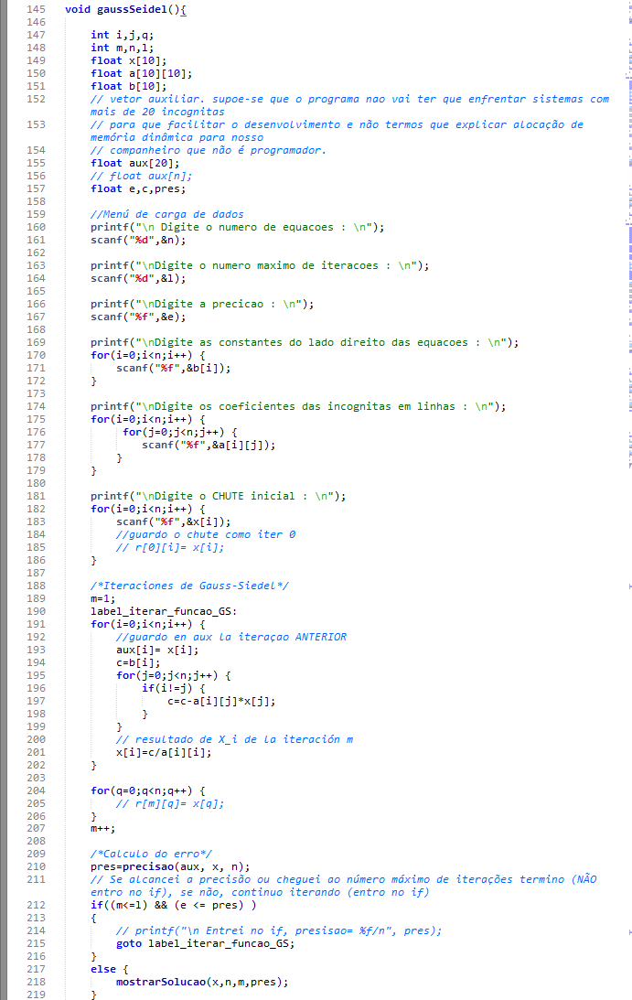 145 void gaussSeidel(){
146
147 int i,j,q;
148 int m,n,l;
149 float x[10];
150 float a[10][10];
151 float b[10];
152 // vetor auxiliar. supoe-se que o programa nao vai ter que enfrentar sistemas com
mais de 20 incognitas
153 // para que facilitar o desenvolvimento e não termos que explicar alocação de
memória dinâmica para nosso
154 // companheiro que não é programador.
155 float aux[20];
156 // float aux[n];
157 float e,c,pres;
158
159 //Menú de carga de dados
160 printf("\n Digite o numero de equacoes : \n");
161 scanf("%d",&n);
162
163 printf("\nDigite o numero maximo de iteracoes : \n");
164 scanf("%d",&l);
165
166 printf("\nDigite a precicao : \n");
167 scanf("%f",&e);
168
169 printf("\nDigite as constantes do lado direito das equacoes : \n");
170 for(i=0;i<n;i++) {
171 scanf("%f",&b[i]);
172 }
173
174 printf("\nDigite os coeficientes das incognitas em linhas : \n");
175 for(i=0;i<n;i++) {
176 for(j=0;j<n;j++) {
177 scanf("%f",&a[i][j]);
178 }
179 }
180
181 printf("\nDigite o CHUTE inicial : \n");
182 for(i=0;i<n;i++) {
183 scanf("%f",&x[i]);
184 //guardo o chute como iter 0
185 // r[0][i]= x[i];
186 }
187
188 /*Iteraciones de Gauss-Siedel*/
189 m=1;
190 label_iterar_funcao_GS:
191 for(i=0;i<n;i++) {
192 //guardo en aux la iteraçao ANTERIOR
193 aux[i]= x[i];
194 c=b[i];
195 for(j=0;j<n;j++) {
196 if(i!=j) {
197 c=c-a[i][j]*x[j];
198 }
199 }
200 // resultado de X_i de la iteración m
201 x[i]=c/a[i][i];
202 }
203
204 for(q=0;q<n;q++) {
205 // r[m][q]= x[q];
206 }
207 m++;
208
209 /*Calculo do erro*/
210 pres=precisao(aux, x, n);
211 // Se alcancei a precisão ou cheguei ao número máximo de iterações termino (NÃO
entro no if), se não, continuo iterando (entro no if)
212 if((m<=l) && (e <= pres) )
213 {
214 // printf("\n Entrei no if, presisao= %f/n", pres);
215 goto label_iterar_funcao_GS;
216 }
217 else {
218 mostrarSolucao(x,n,m,pres);
219 }